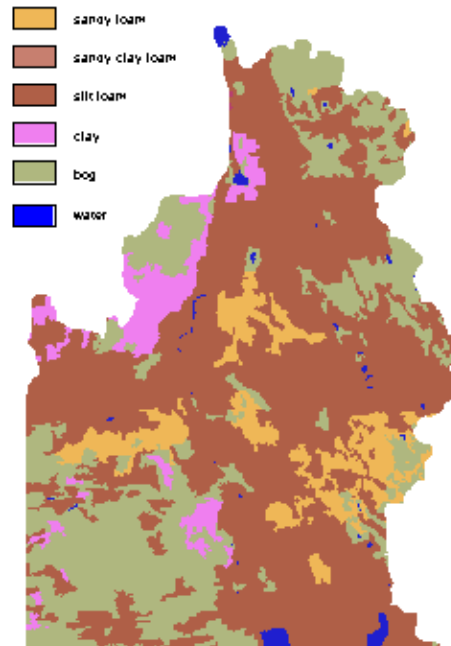 sandy loam
sandy clay loam
silt loam
clay
bog
water